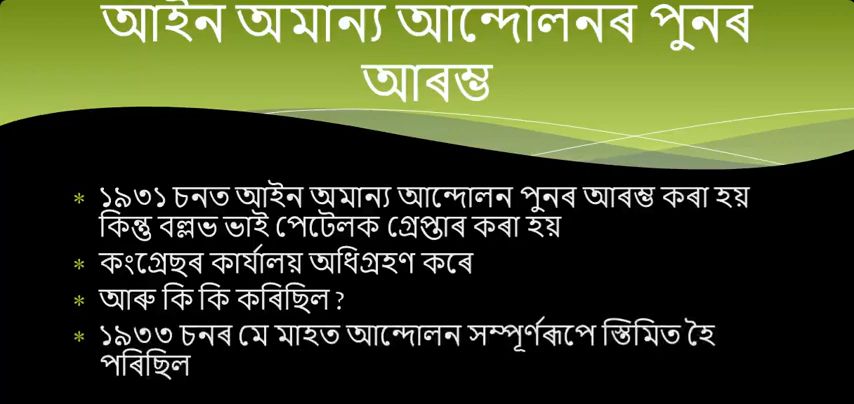 আইন অমান্য আন্দোলনৰ পুনৰ
আৰম্ভ
* ১৯৩১ চনত আইন অমান্য আন্দোলন পুনৰ আৰম্ভ কৰা হয়
কিন্তু বল্লভ ভাই পেটেলক গ্ৰেপ্তাৰ কৰা হয়
* কংগ্ৰেছৰ কাৰ্যালয় অধিগ্ৰহণ কৰে
* আৰু কি কি কৰিছিল?
* ১৯৩৩ চনৰ মে মাহত আন্দোলন সম্পূৰ্ণৰূপে স্তিমিত হৈ
পৰিছিল